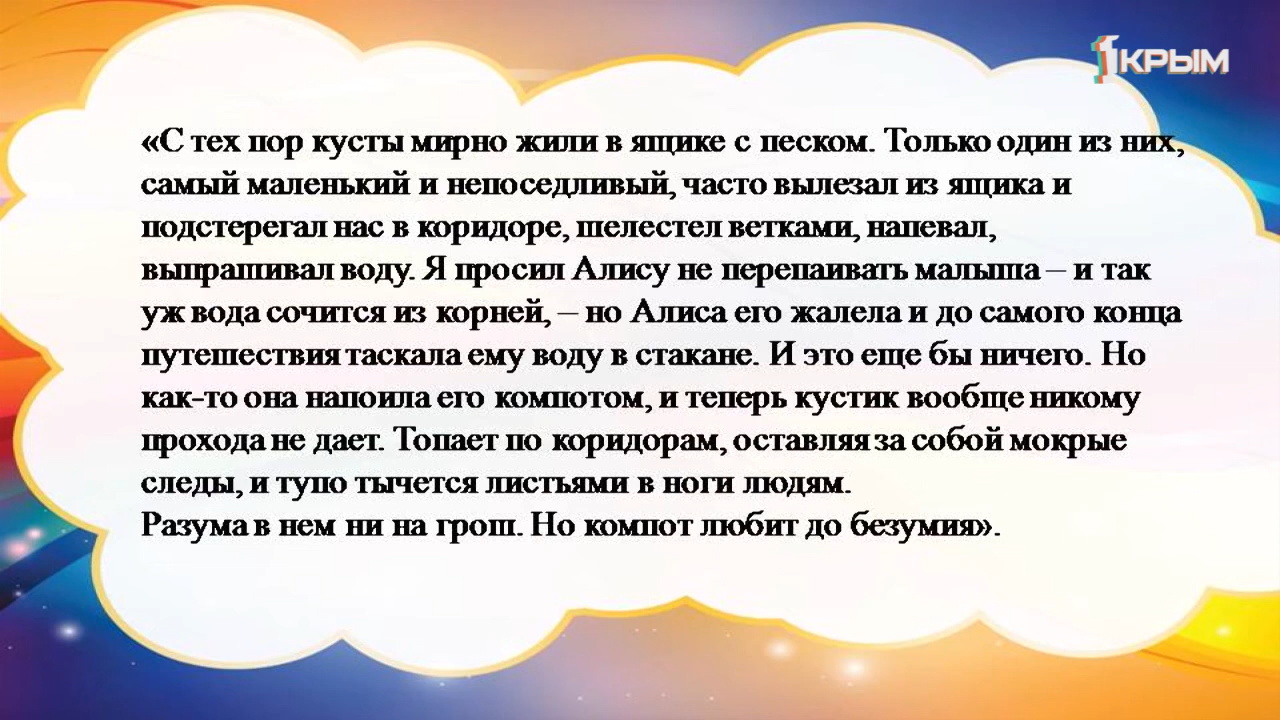 1КРЫМ
«С тех пор кусты мирно жили в ящике с песком. Только один из них,
самый маленький и непоседливый, часто вылезал из ящика и
подстерегал нас в коридоре, шелестел ветками, напевал,
выпрашивал воду. Я просил Алису не перепаивать малыша – и так
уж вода сочится из корней, – но Алиса его жалела и до самого конца
путешествия таскала ему воду в стакане. И это еще бы ничего. Но
как-то она напоила его компотом, и теперь кустик вообще никому
прохода не дает. Топает по коридорам, оставляя за собой мокрые
следы, и тупо тычется листьями в ноги людям.
Разума в нем ни на грош. Но компот любит до безумия».